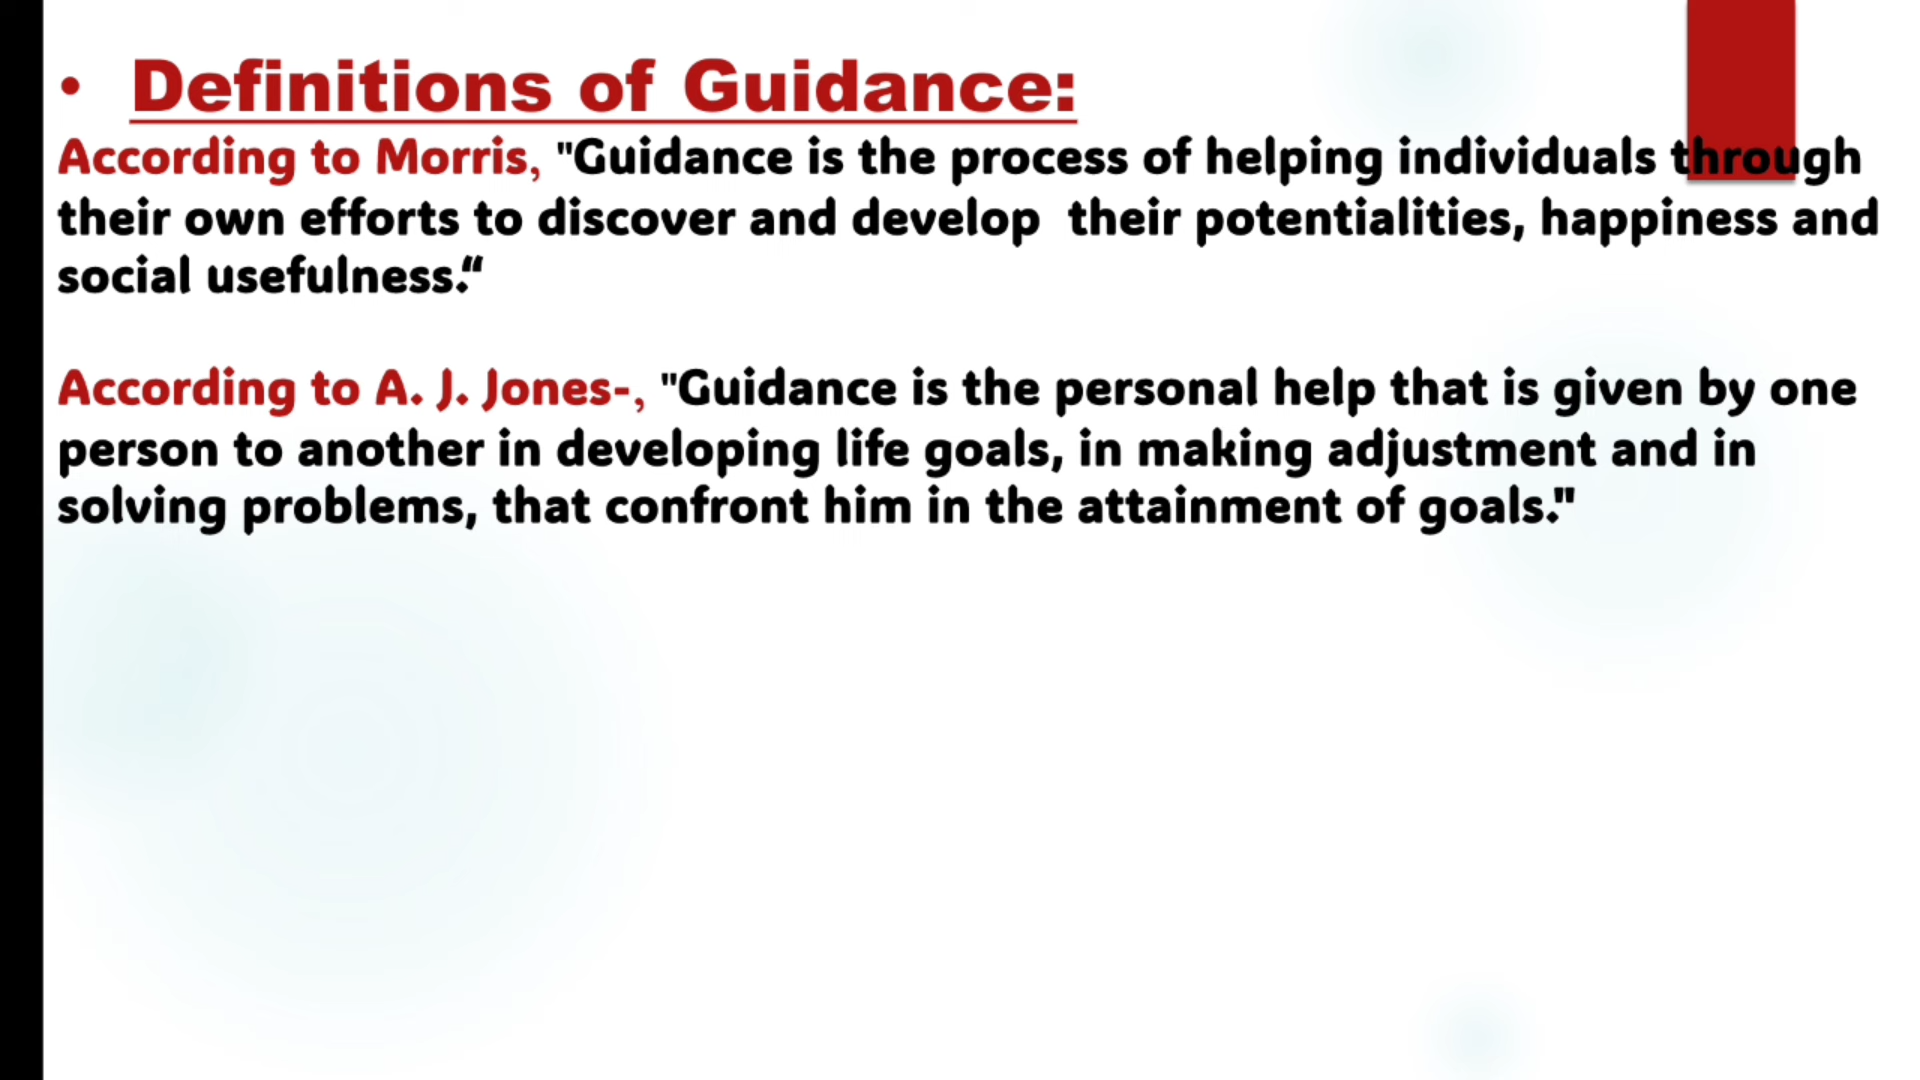 • Definitions of Guidance:
According to Morris, "Guidance is the process of helping individuals through
their own efforts to discover and develop  their potentialities, happiness and
social usefulness.“
According to A. J. Jones-, "Guidance is the personal help that is given by one
person to another in developing life goals, in making adjustment and in
solving problems, that confront him in the attainment of goals."